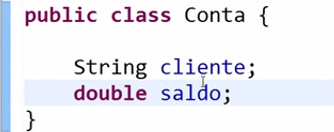 public class Conta {
String cliente;
double saldo;
}